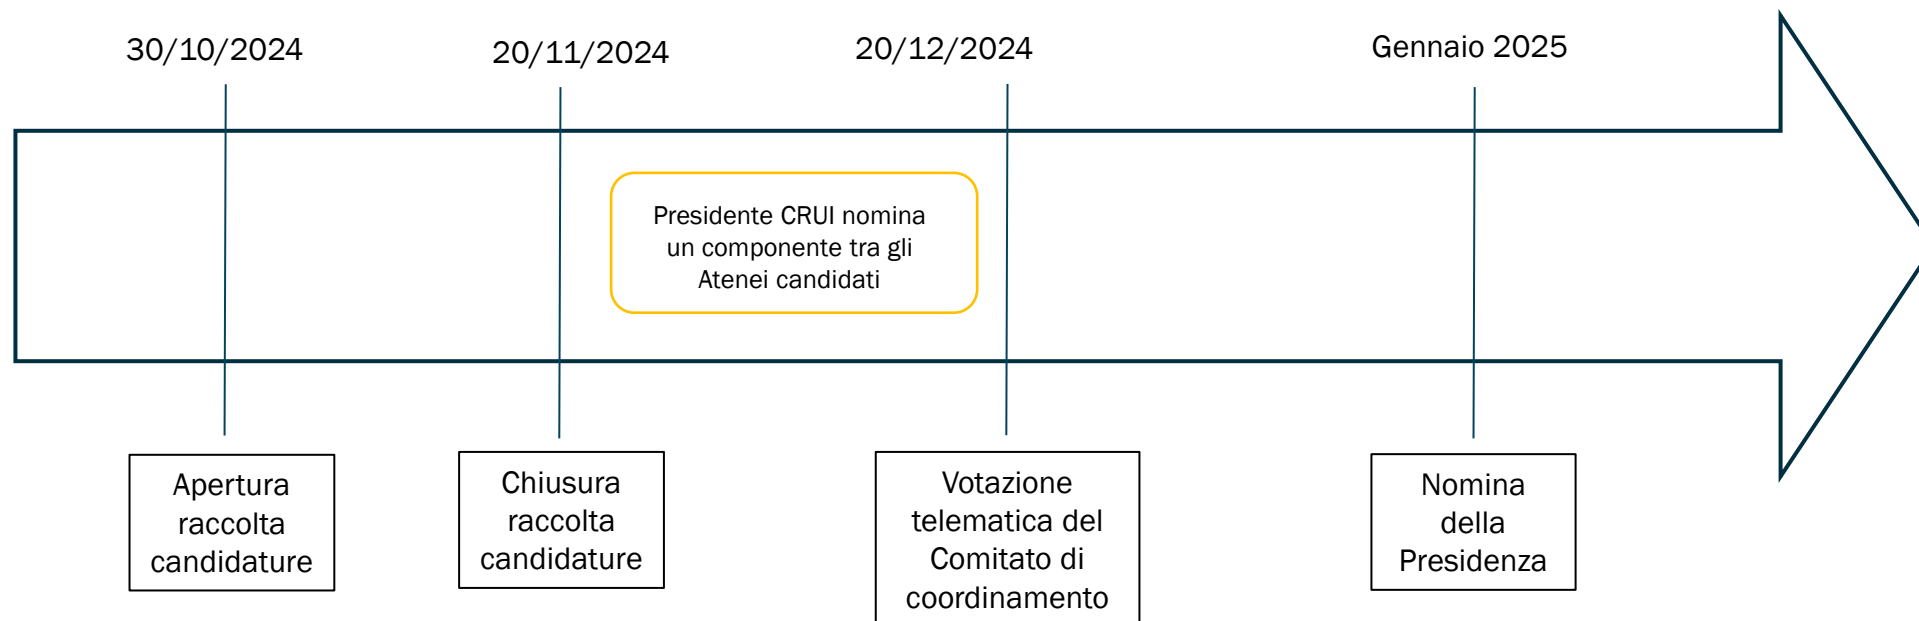 30/10/2024
20/11/2024
20/12/2024
Gennaio 2025
Presidente CRUI nomina
un componente tra gli
Atenei candidati
Apertura
raccolta
candidature
Chiusura
raccolta
candidature
Votazione
telematica del
Comitato di
coordinamento
Nomina
della
Presidenza